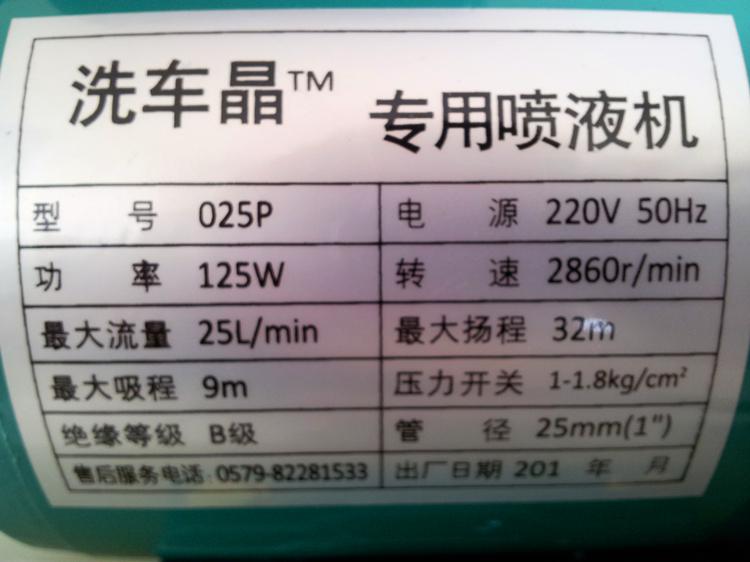 洗车晶™
专用喷液机
型 号 025P 电 源 220V 50Hz
功 率 125W 转 速 2860r/min
最大流量 25L/min 最大扬程 32m
最大吸程 9m 压力开关 1-1.8kg/cm²
绝缘等级 B级 管 径 25mm(1")
售后服务电话:0579-82281533 出厂日期 201 年 月